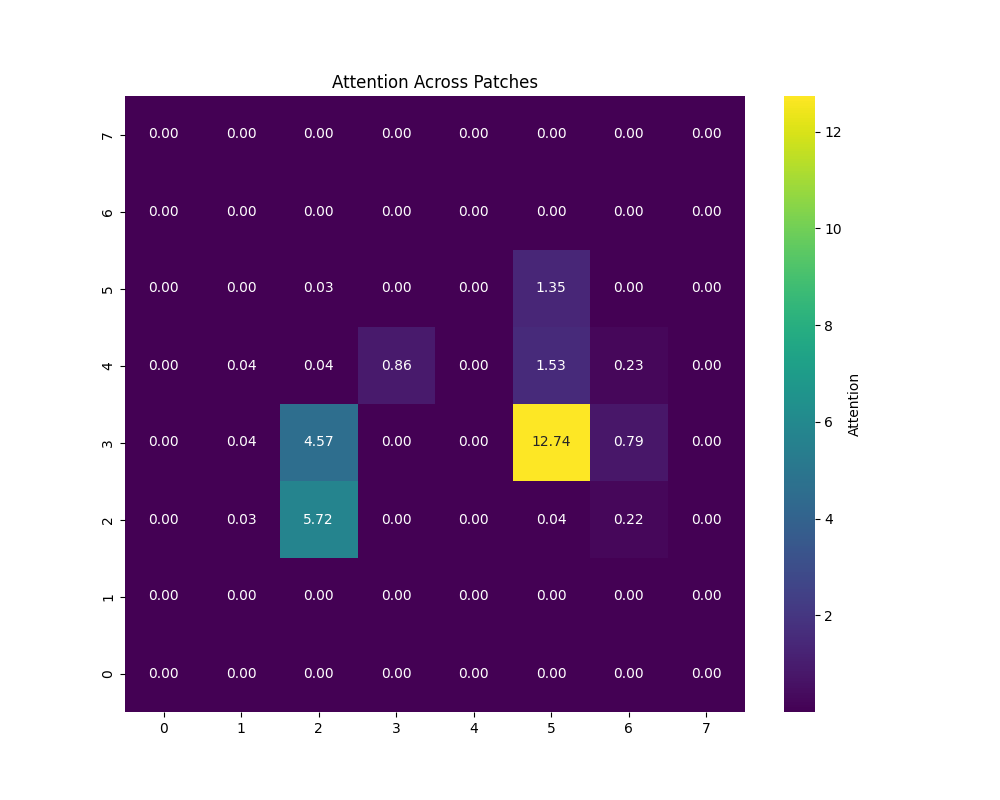 Attention Across Patches
7 0.00 0.00 0.00 0.00 0.00 0.00 0.00 0.00
6 0.00 0.00 0.00 0.00 0.00 0.00 0.00 0.00
5 0.00 0.00 0.03 0.00 0.00 1.35 0.00 0.00
4 0.00 0.04 0.04 0.86 0.00 1.53 0.23 0.00
3 0.00 0.04 4.57 0.00 0.00 12.74 0.79 0.00
2 0.00 0.03 5.72 0.00 0.00 0.04 0.22 0.00
1 0.00 0.00 0.00 0.00 0.00 0.00 0.00 0.00
0 0.00 0.00 0.00 0.00 0.00 0.00 0.00 0.00
0 1 2 3 4 5 6 7
12
10
8
6
4
2
Attention